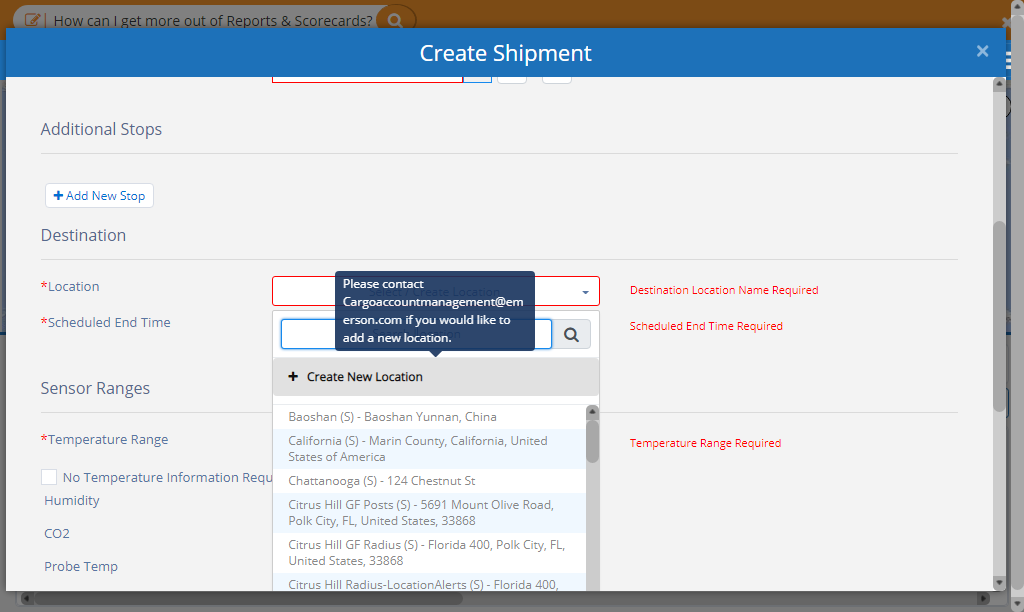 How can I get more out of Reports & Scorecards?
Create Shipment
×
Additional Stops
+ Add New Stop
Destination
*Location
Destination Location Name Required
Please contact
Cargoaccountmanagement@em
erson.com if you would like to
add a new location.
*Scheduled End Time
Scheduled End Time Required
+ Create New Location
Sensor Ranges
Baoshan (S) - Baoshan Yunnan, China
*Temperature Range
Temperature Range Required
California (S) - Marin County, California, United
States of America
No Temperature Information Requ
Chattanooga (S) - 124 Chestnut St
Humidity
Citrus Hill GF Posts (S) - 5691 Mount Olive Road,
Polk City, FL, United States, 33868
CO2
Citrus Hill GF Radius (S) - Florida 400, Polk City, FL,
United States, 33868
Probe Temp
Citrus Hill Radius-LocationAlerts (S) - Florida 400,